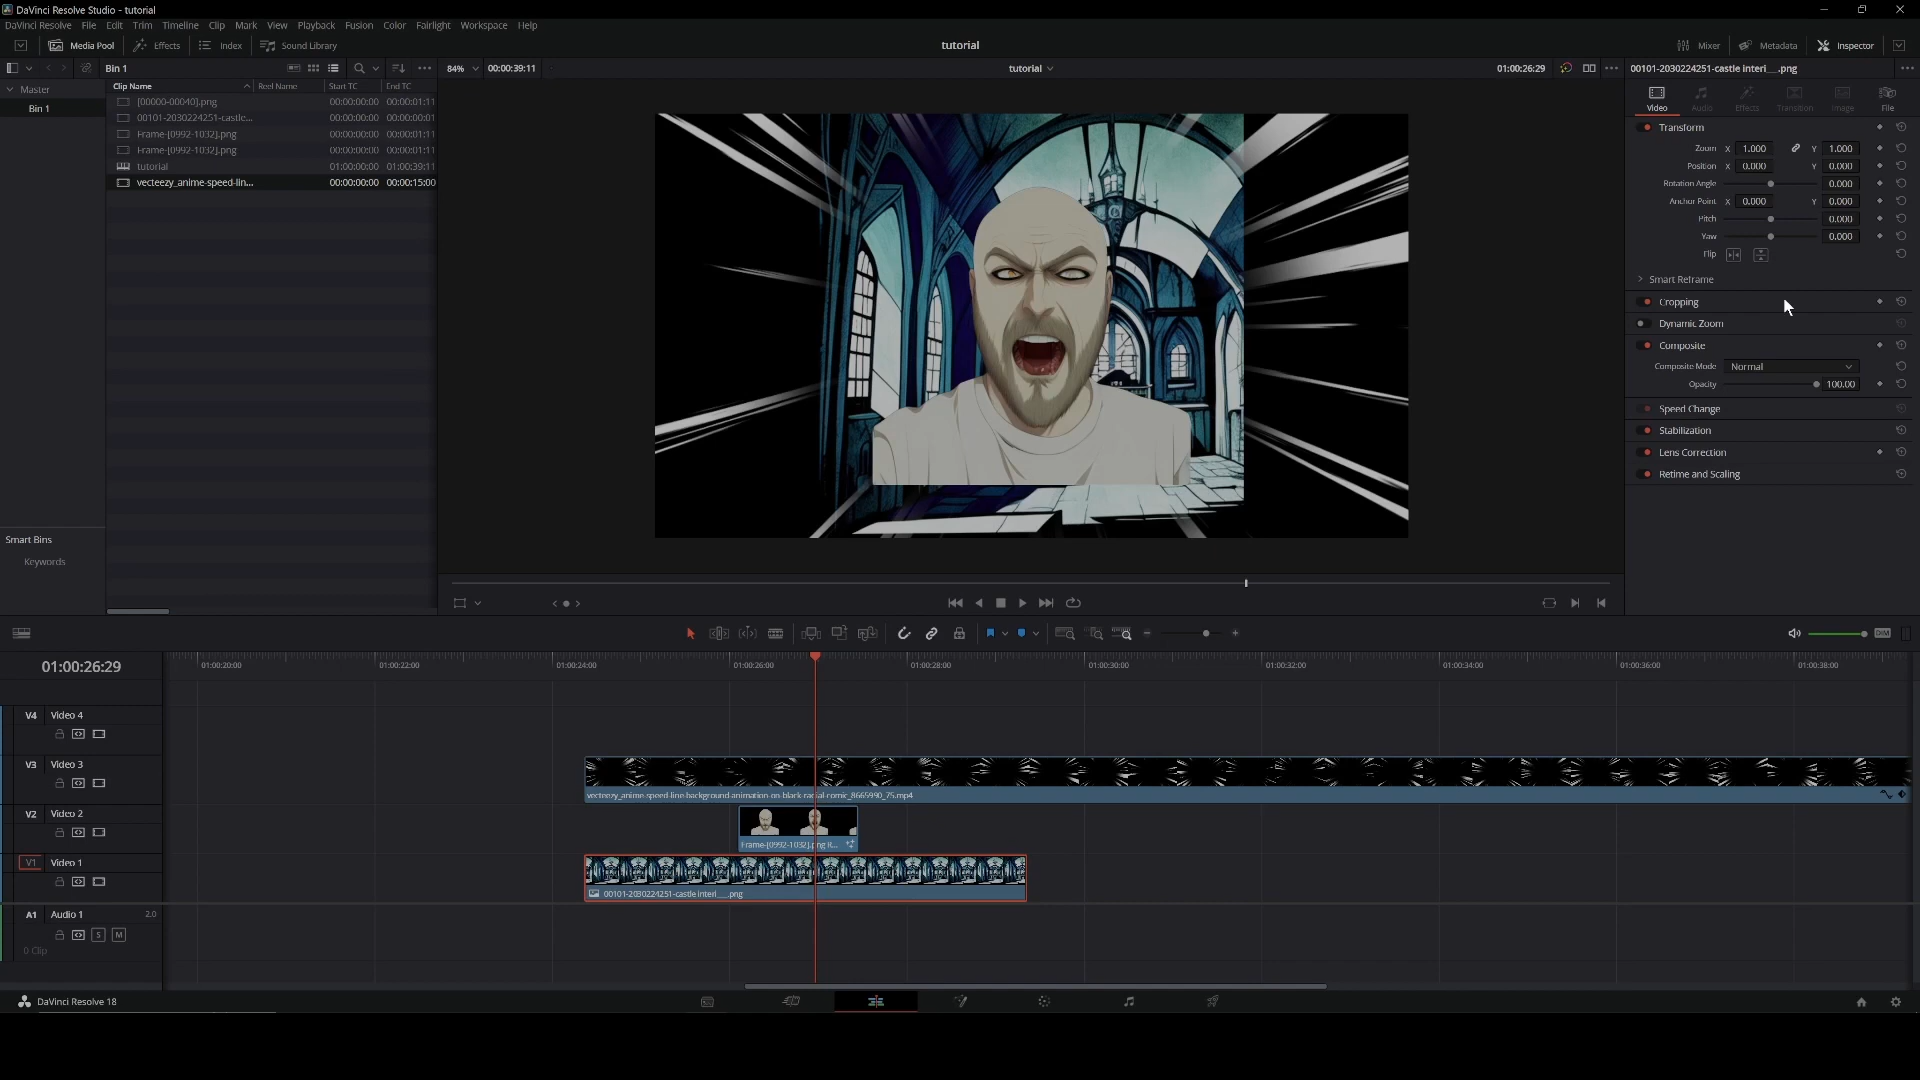 DaVinci Resolve Studio - tutorial
DaVinci Resolve File Edit Trim Timeline Clip Mark View Playback Fusion Color Fairlight Workspace Help
Media Pool Effects Index Sound Library
tutorial
Mixer Metadata Inspector
Bin 1
84% 00:00:39:11
tutorial
01:00:26:29
00101-2030224251-castle interi__.png
Master
Bin 1
Clip Name Reel Name Start TC End TC
[00000-00040].png 00:00:00:00 00:00:01:11
00101-2030224251-castle... 00:00:00:00 00:00:00:01
Frame-[0992-1032].png 00:00:00:00 00:00:01:11
Frame-[0992-1032].png 00:00:00:00 00:00:01:11
tutorial 01:00:00:00 01:00:39:11
vecteezy_anime-speed-lin... 00:00:00:00 00:00:15:00
Smart Bins
Keywords
Video Audio Effects Transition Image File
Transform
Zoom X 1.000 Y 1.000
Position X 0.000 Y 0.000
Rotation Angle 0.000
Anchor Point X 0.000 Y 0.000
Pitch 0.000
Yaw 0.000
Flip
Smart Reframe
Cropping
Dynamic Zoom
Composite
Composite Mode Normal
Opacity 100.00
Speed Change
Stabilization
Lens Correction
Retime and Scaling
DIM
01:00:26:29
01:00:20:00 01:00:22:00 01:00:24:00 01:00:26:00 01:00:28:00 01:00:30:00 01:00:32:00 01:00:34:00 01:00:36:00 01:00:38:00
V4 Video 4
V3 Video 3
vecteezy_anime-speed-line-background-animation-on-black-racial-comic_8665990_75.mp4
V2 Video 2
Frame-[0992-1032].png R...
V1 Video 1
00101-2030224251-castle interi__.png
A1 Audio 1 2.0
S M
0 Clip
DaVinci Resolve 18